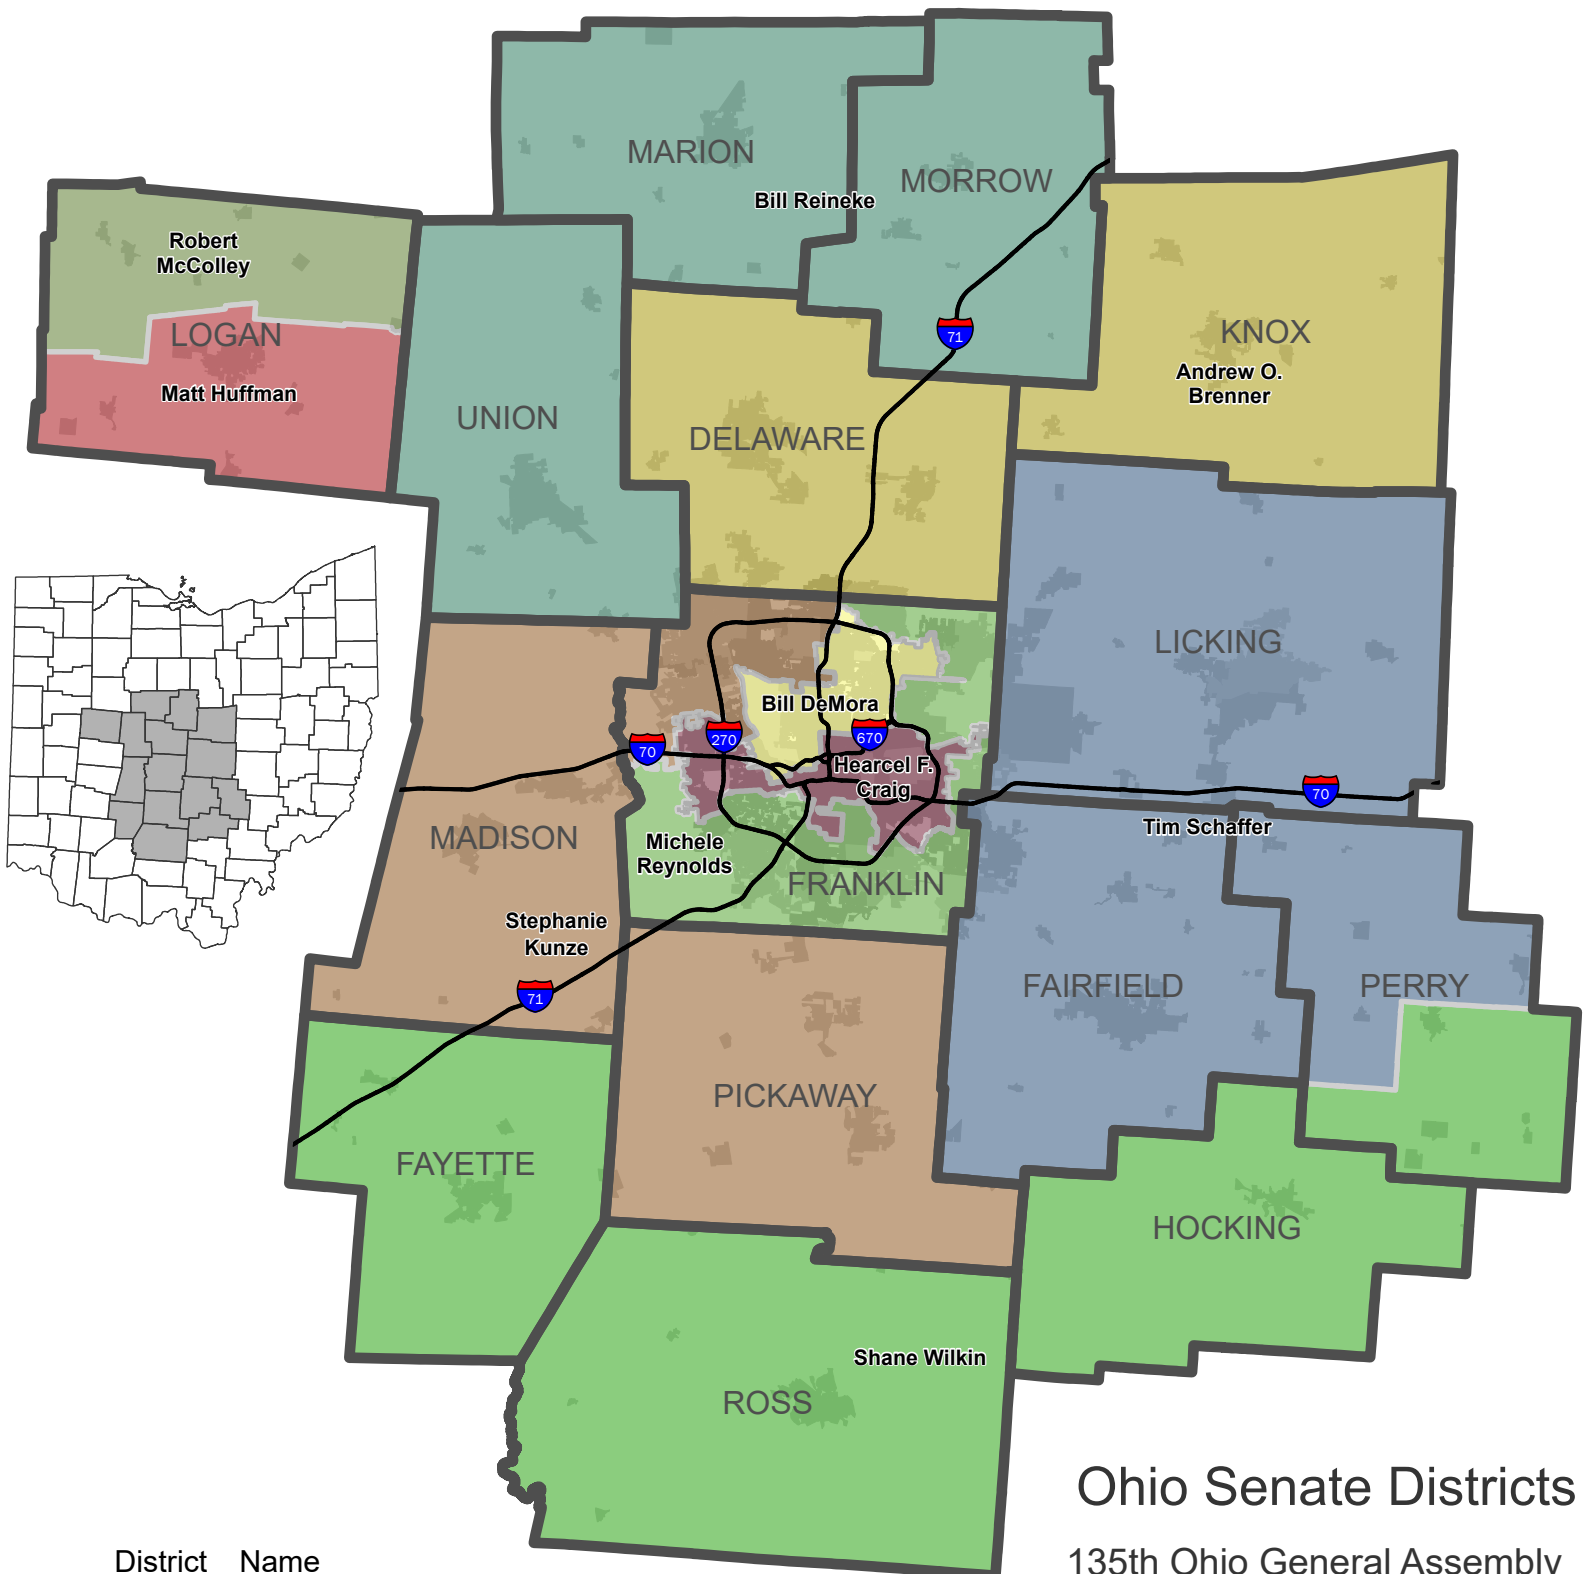 MARION
MORROW
Bill Reineke
Robert
McColley
LOGAN
Matt Huffman
KNOX
Andrew O.
Brenner
71
UNION
DELAWARE
LICKING
Bill DeMora
270
670
70
Hearcel F.
Craig
70
Tim Schaffer
MADISON
Michele
Reynolds
FRANKLIN
Stephanie
Kunze
71
FAIRFIELD
PERRY
PICKAWAY
FAYETTE
HOCKING
Shane Wilkin
ROSS
Ohio Senate Districts
135th Ohio General Assembly
District Name